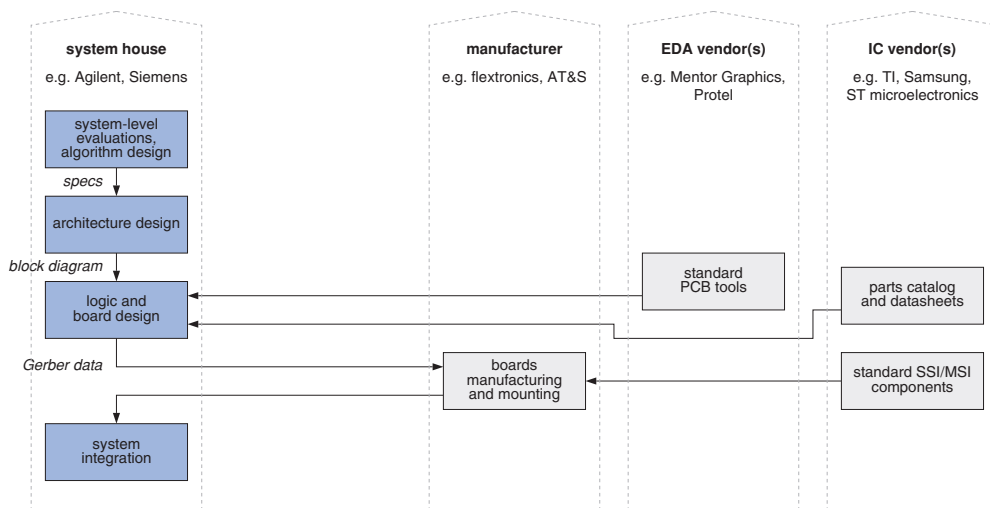 system house
e.g. Agilent, Siemens
manufacturer
e.g. flextronics, AT&S
EDA vendor(s)
e.g. Mentor Graphics,
Protel
IC vendor(s)
e.g. TI, Samsung,
ST microelectronics
system-level
evaluations,
algorithm design
specs
architecture design
block diagram
logic and
board design
standard
PCB tools
parts catalog
and datasheets
Gerber data
boards
manufacturing
and mounting
standard SSI/MSI
components
system
integration